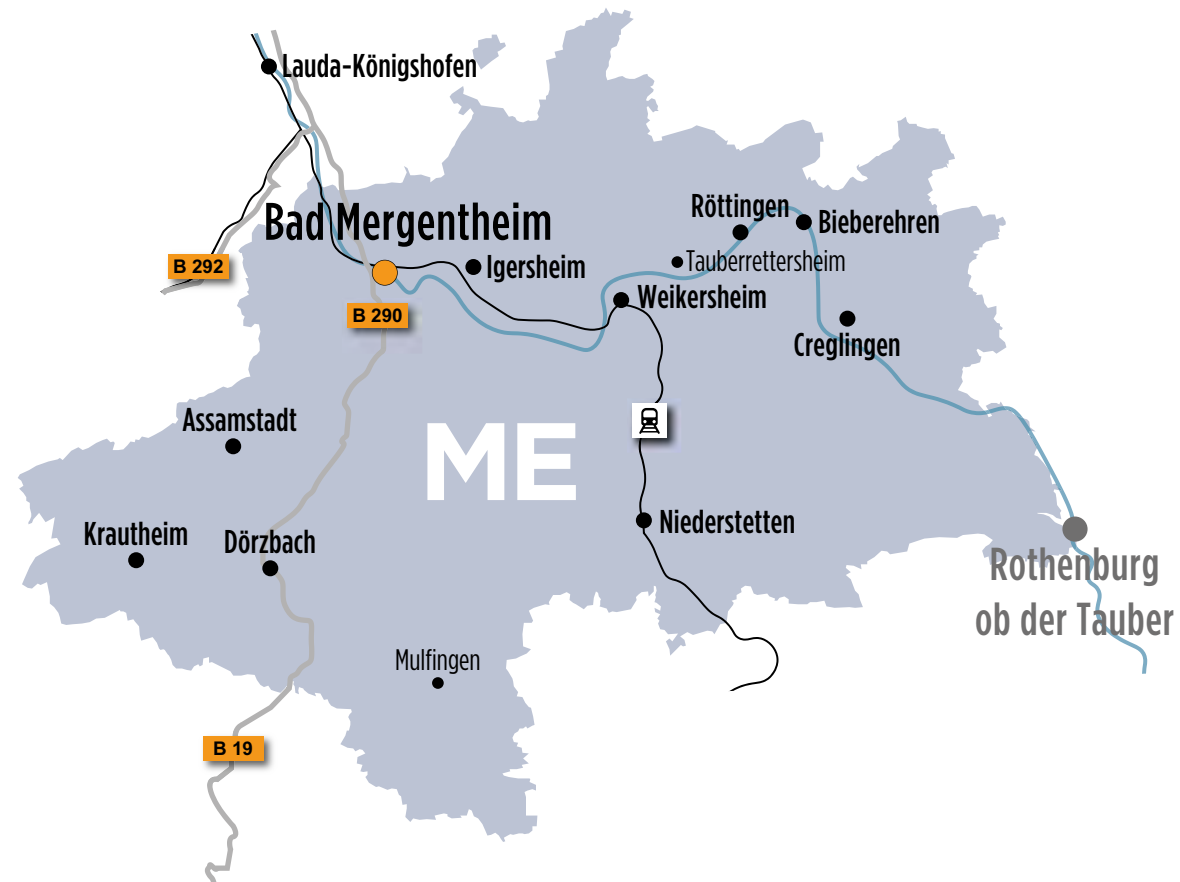 Lauda-Königshofen
Bad Mergentheim
Röttingen
Bieberehren
B 292
Igersheim
Tauberrettersheim
Weikersheim
B 290
Creglingen
Assamstadt
ME
Krautheim
Dörzbach
Niederstetten
Rothenburg
ob der Tauber
Mulfingen
B 19